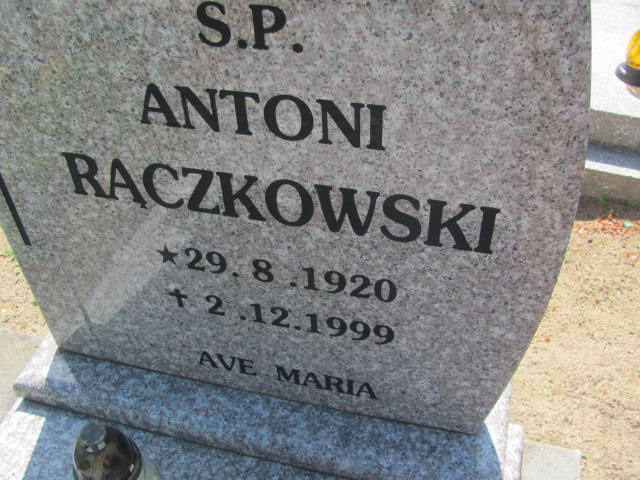 S.P.
ANTONI
RĄCZKOWSKI
★29.8.1920
✝2.12.1999
AVE MARIA